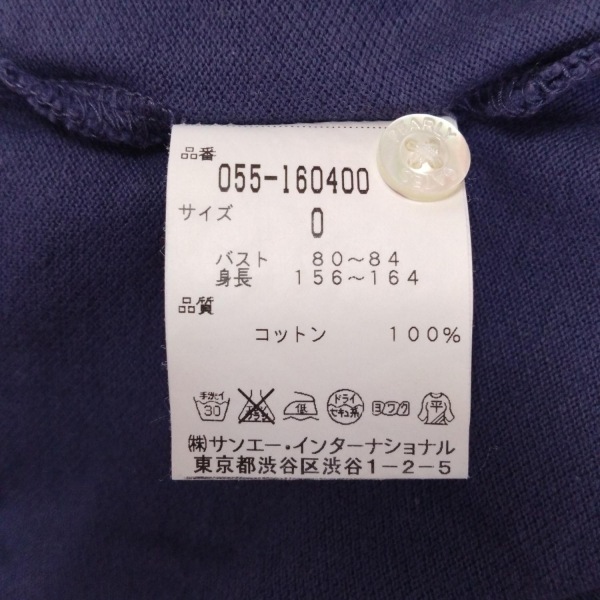 品番
055-160400
サイズ
0
バスト 80～84
身長 156～164
品質
コットン 100%
手洗イ 30 低 ドライ セキユ系 ヨワク 平
㈱サンエー・インターナショナル
東京都渋谷区渋谷1-2-5
PEARLY